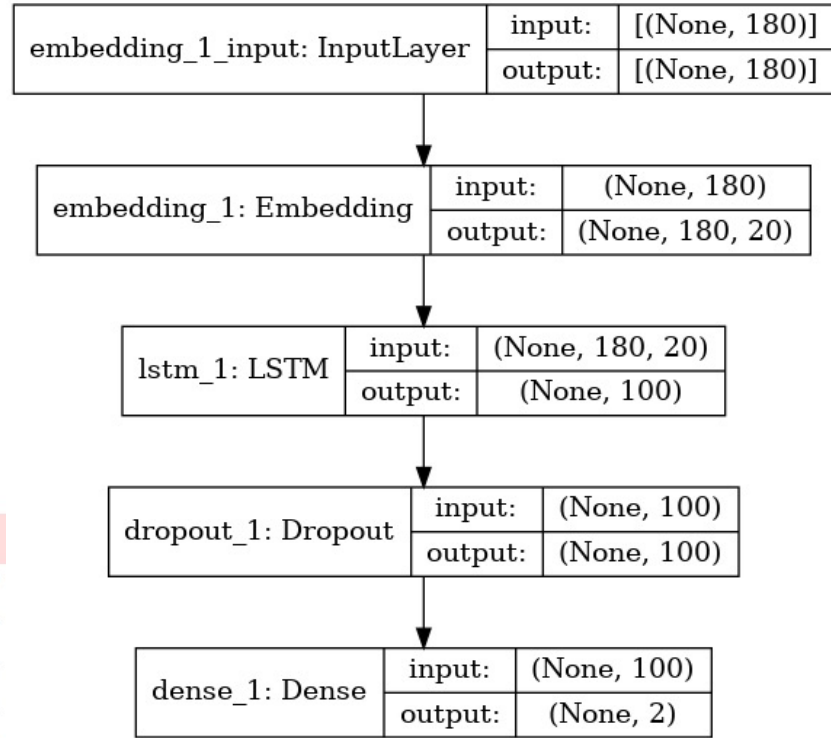 embedding_1_input: InputLayer
input: [(None, 180)]
output: [(None, 180)]
embedding_1: Embedding
input: (None, 180)
output: (None, 180, 20)
lstm_1: LSTM
input: (None, 180, 20)
output: (None, 100)
dropout_1: Dropout
input: (None, 100)
output: (None, 100)
dense_1: Dense
input: (None, 100)
output: (None, 2)